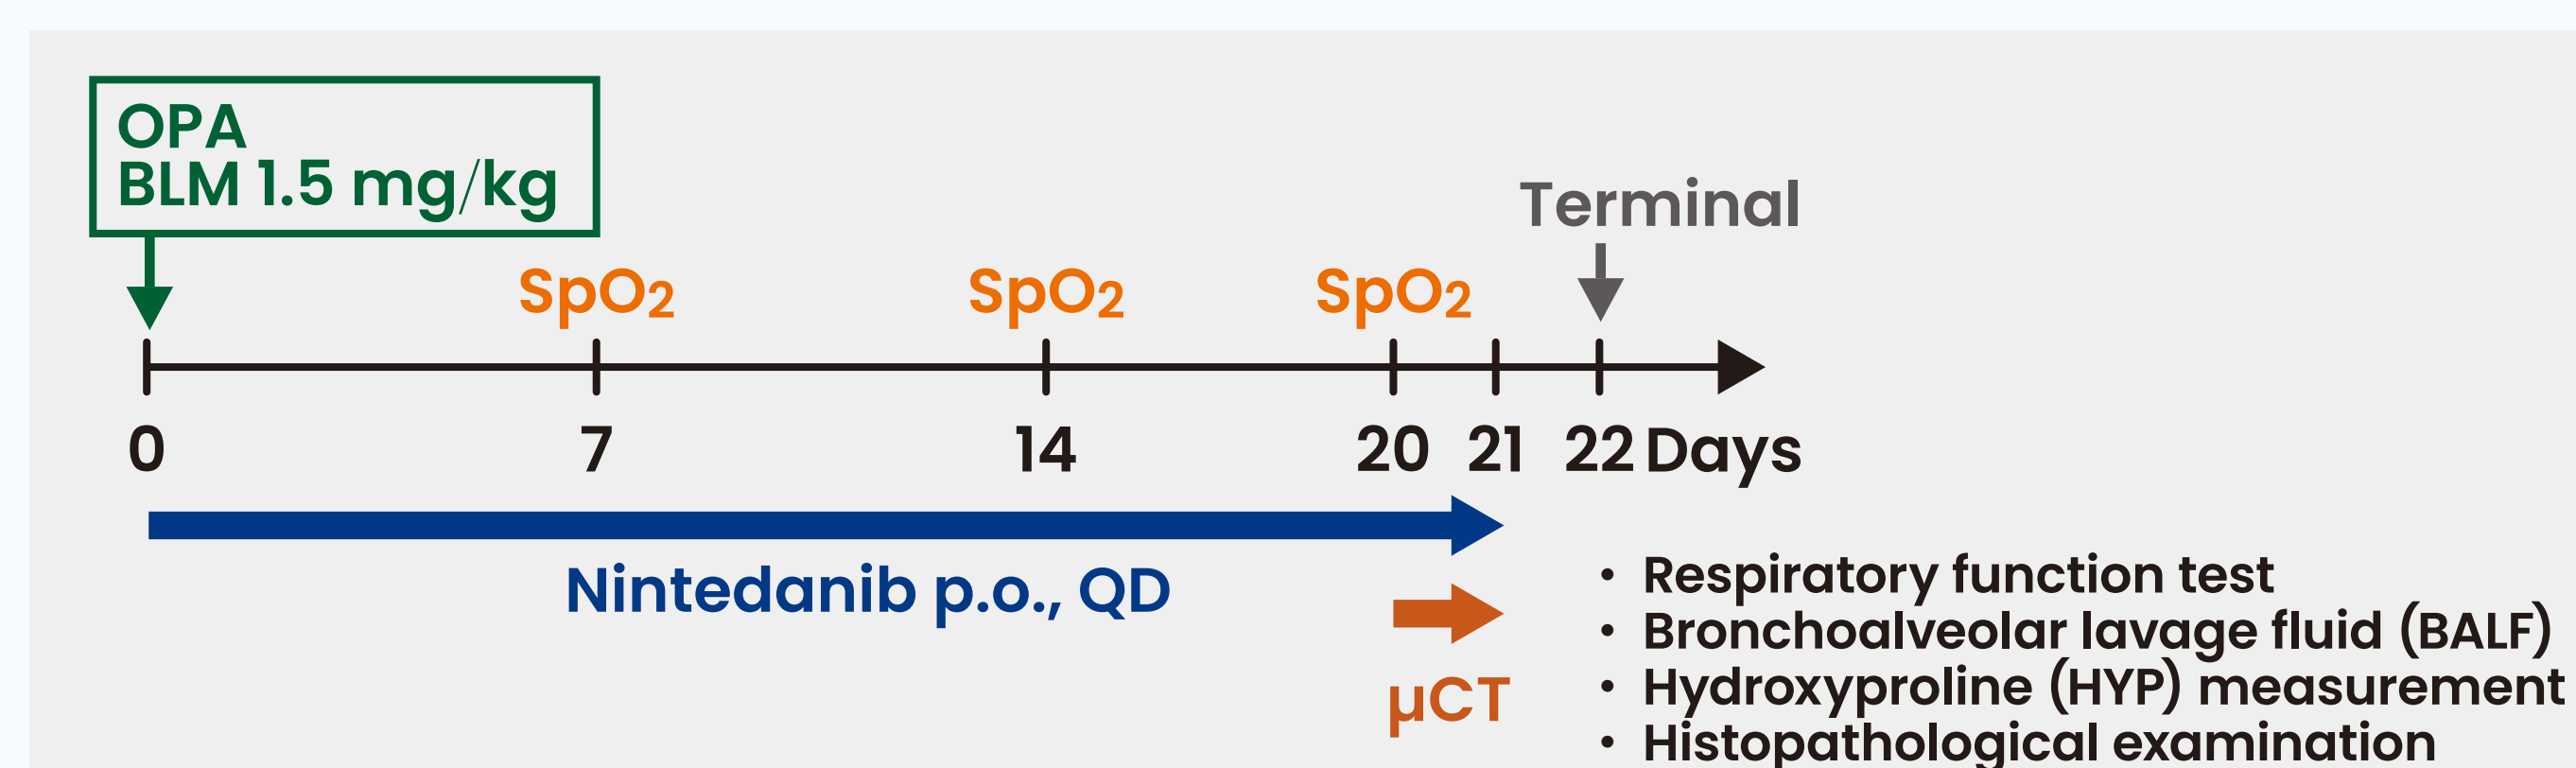 OPA
BLM 1.5 mg/kg
Terminal
SpO₂ SpO₂ SpO₂
0 7 14 20 21 22 Days
Nintedanib p.o., QD
µCT
• Respiratory function test
• Bronchoalveolar lavage fluid (BALF)
• Hydroxyproline (HYP) measurement
• Histopathological examination